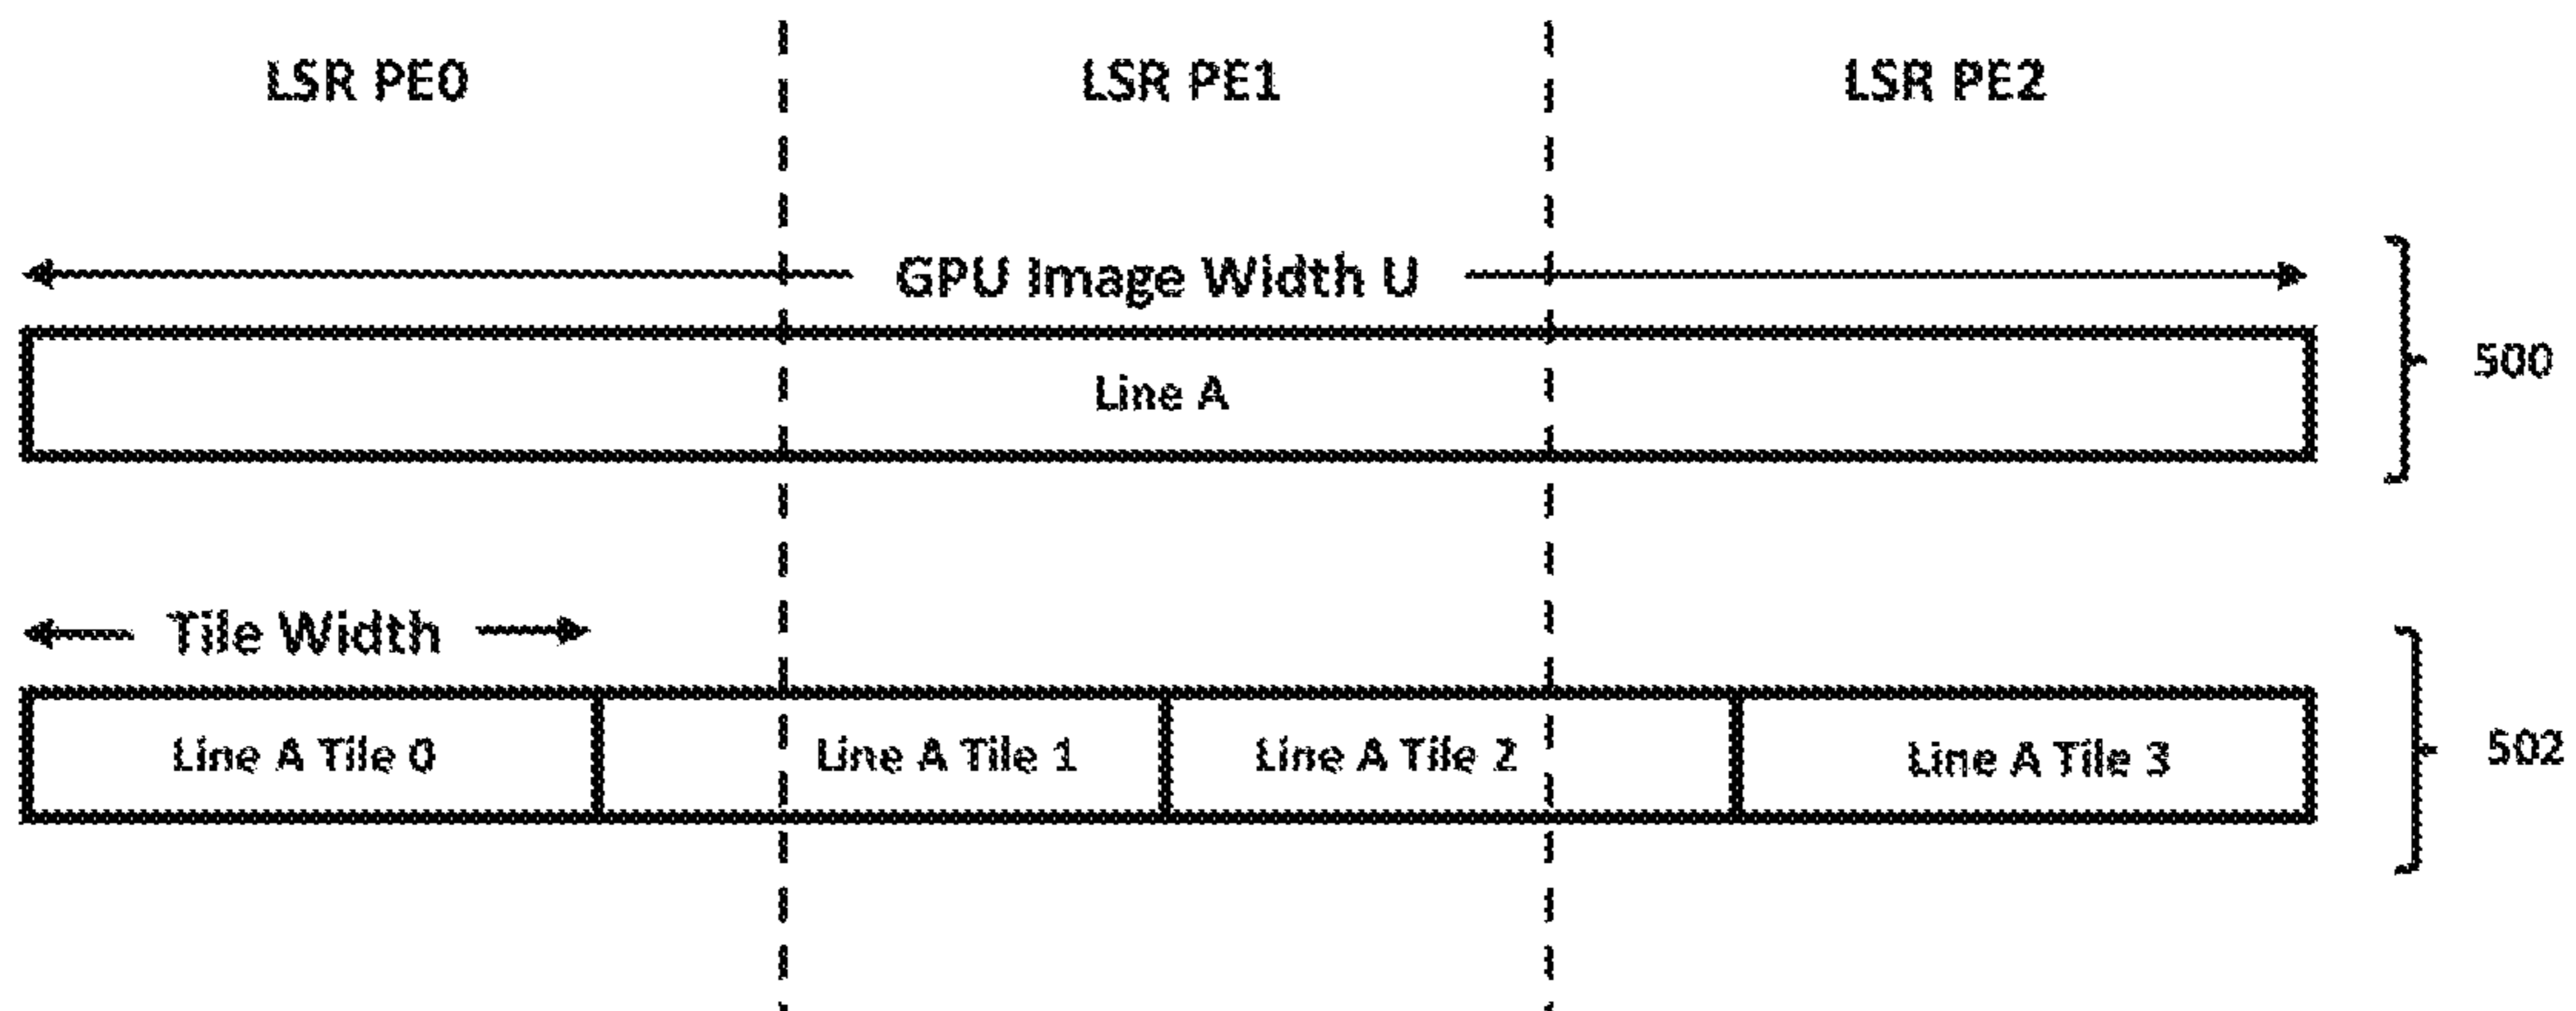 LSR PE0 LSR PE1 LSR PE2
GPU Image Width U
500
Line A
Tile Width
502
Line A Tile 0 Line A Tile 1 Line A Tile 2 Line A Tile 3